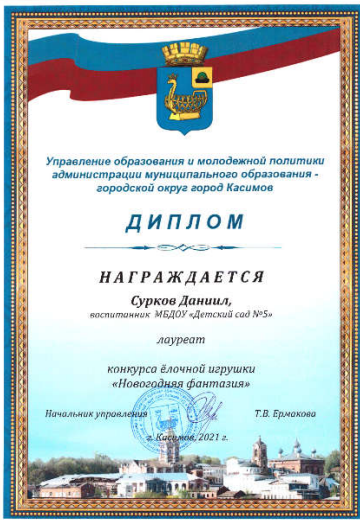 Управление образования и молодежной политики
администрации муниципального образования -
городской округ город Касимов
ДИПЛОМ
НАГРАЖДАЕТСЯ
Сурков Даниил,
воспитанник МБДОУ «Детский сад №5»
лауреат
конкурса ёлочной игрушки
«Новогодняя фантазия»
Начальник управления Т.В. Ермакова
г. Касимов, 2021 г.